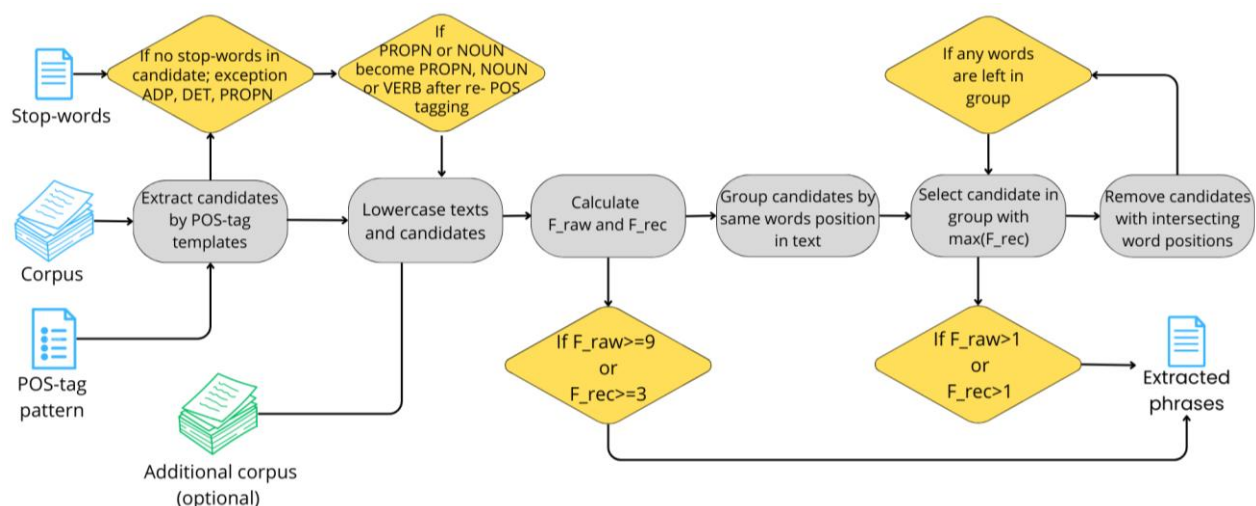 Stop-words
If no stop-words in
candidate; exception
ADP, DET, PROPN
If
PROPN or NOUN
become PROPN, NOUN
or VERB after re- POS
tagging
If any words
are left in
group
Corpus
Extract candidates
by POS-tag
templates
Lowercase texts
and candidates
Calculate
F_raw and F_rec
Group candidates by
same words position
in text
Select candidate in
group with
max(F_rec)
Remove candidates
with intersecting
word positions
POS-tag
pattern
Additional corpus
(optional)
If F_raw>=9
or
F_rec>=3
If F_raw>1
or
F_rec>1
Extracted
phrases